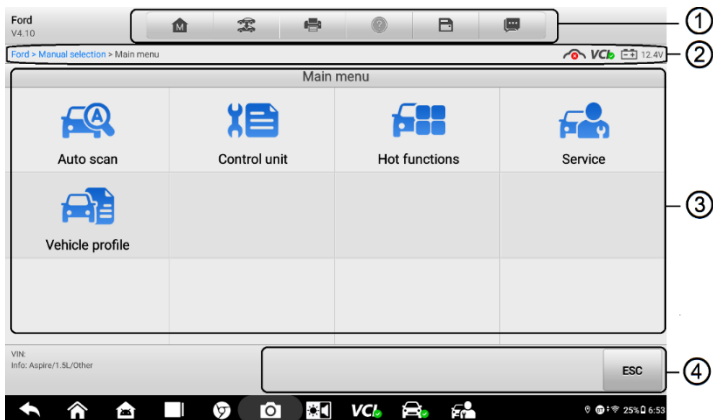 Ford
V4.10
M
?
①
Ford > Manual selection > Main menu
VCI
12.4V
②
Main menu
A
Auto scan
Control unit
Hot functions
Service
③
Vehicle profile
VIN:
Info: Aspire/1.5L/Other
ESC
④
VCI
25% 6:53